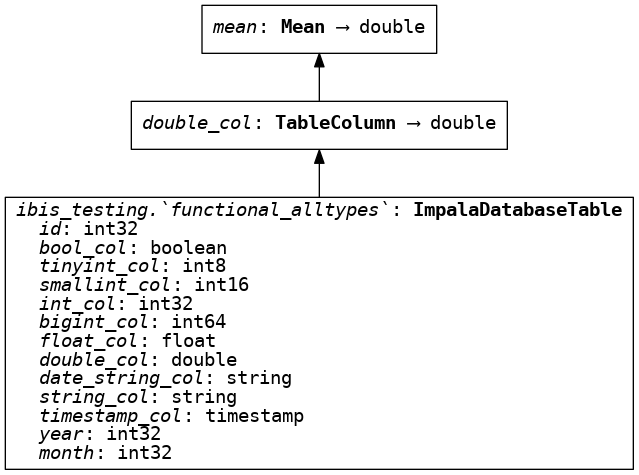 mean: Mean → double
double_col: TableColumn → double
ibis_testing.`functional_alltypes`: ImpalaDatabaseTable
id: int32
bool_col: boolean
tinyint_col: int8
smallint_col: int16
int_col: int32
bigint_col: int64
float_col: float
double_col: double
date_string_col: string
string_col: string
timestamp_col: timestamp
year: int32
month: int32